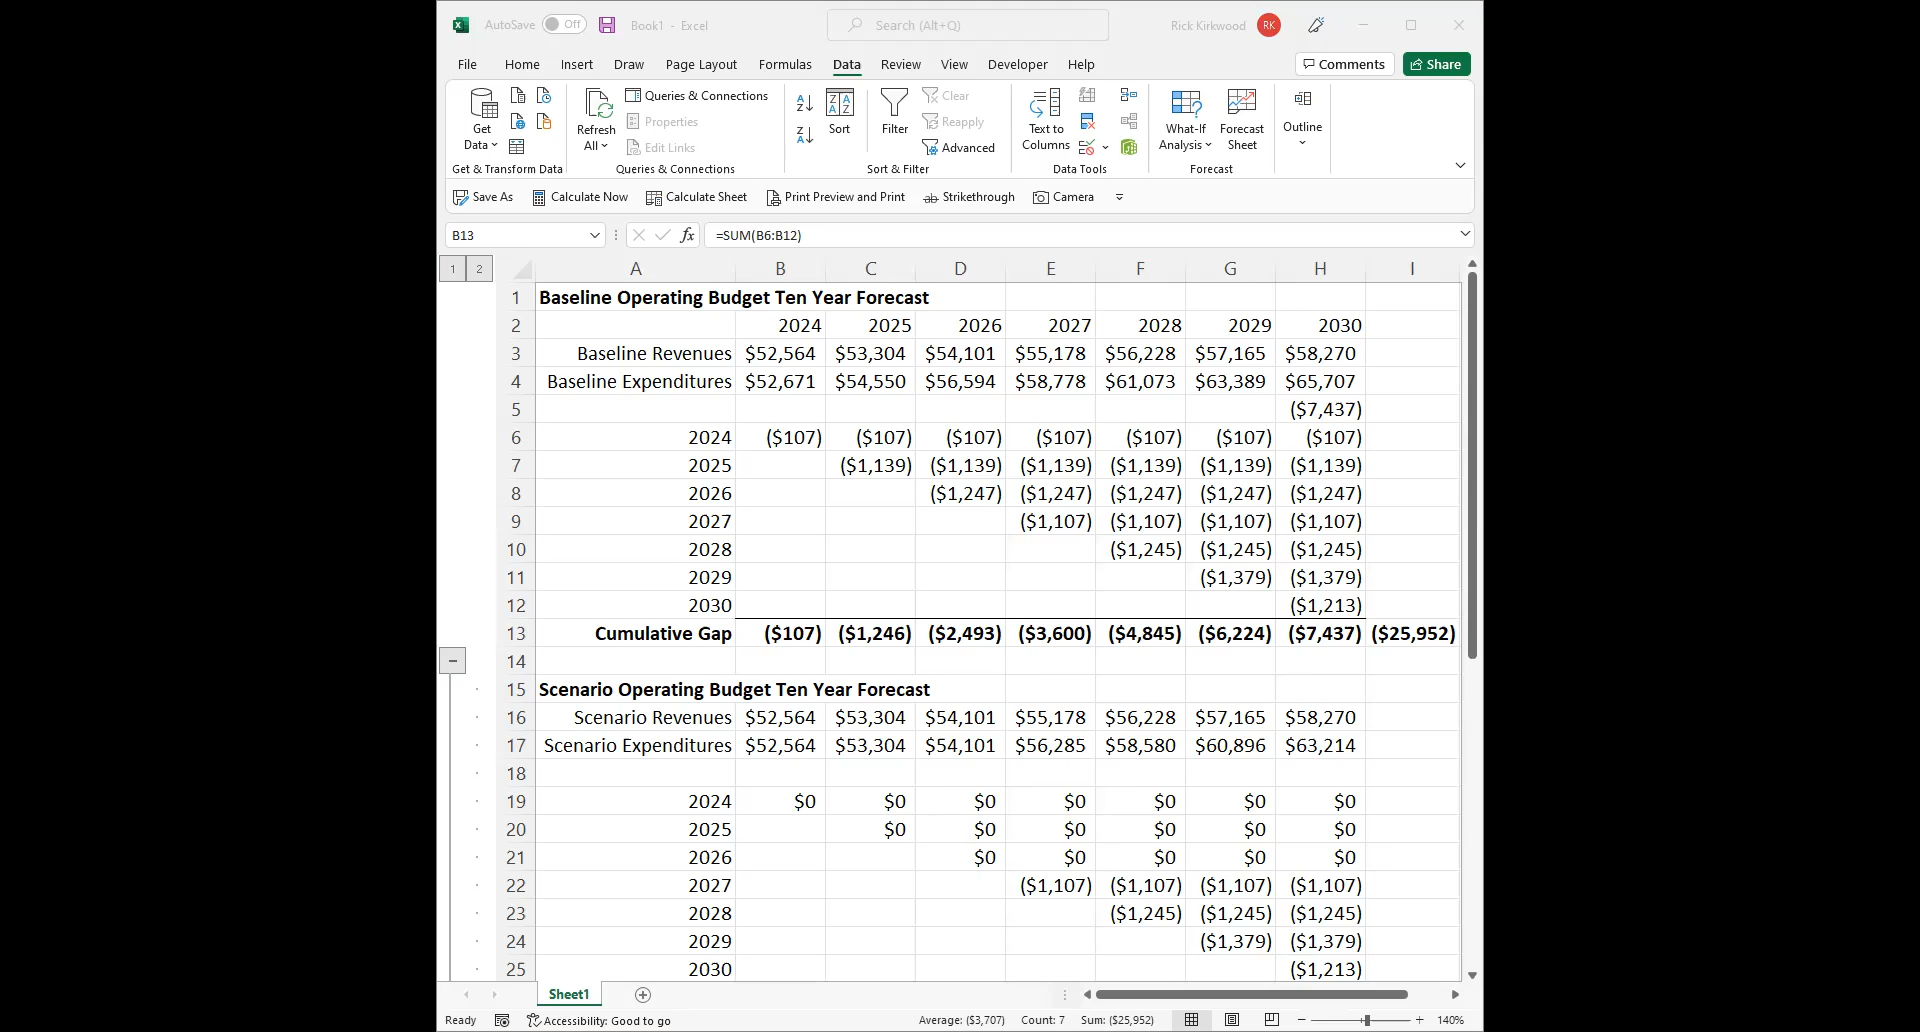 AutoSave Off Book1 - Excel Search (Alt+Q) Rick Kirkwood RK
File Home Insert Draw Page Layout Formulas Data Review View Developer Help Comments Share
Get Data
Refresh All
Queries & Connections
Properties
Edit Links
Sort
Filter
Clear
Reapply
Advanced
Text to Columns
What-If Analysis
Forecast Sheet
Outline
Get & Transform Data Queries & Connections Sort & Filter Data Tools Forecast
Save As Calculate Now Calculate Sheet Print Preview and Print ab Strikethrough Camera
B13 fx =SUM(B6:B12)
1 2 A B C D E F G H I
1 Baseline Operating Budget Ten Year Forecast
2 2024 2025 2026 2027 2028 2029 2030
3 Baseline Revenues $52,564 $53,304 $54,101 $55,178 $56,228 $57,165 $58,270
4 Baseline Expenditures $52,671 $54,550 $56,594 $58,778 $61,073 $63,389 $65,707
5 ($7,437)
6 2024 ($107) ($107) ($107) ($107) ($107) ($107) ($107)
7 2025 ($1,139) ($1,139) ($1,139) ($1,139) ($1,139) ($1,139)
8 2026 ($1,247) ($1,247) ($1,247) ($1,247) ($1,247)
9 2027 ($1,107) ($1,107) ($1,107) ($1,107)
10 2028 ($1,245) ($1,245) ($1,245)
11 2029 ($1,379) ($1,379)
12 2030 ($1,213)
13 Cumulative Gap ($107) ($1,246) ($2,493) ($3,600) ($4,845) ($6,224) ($7,437) ($25,952)
14
15 Scenario Operating Budget Ten Year Forecast
16 Scenario Revenues $52,564 $53,304 $54,101 $55,178 $56,228 $57,165 $58,270
17 Scenario Expenditures $52,564 $53,304 $54,101 $56,285 $58,580 $60,896 $63,214
18
19 2024 $0 $0 $0 $0 $0 $0 $0
20 2025 $0 $0 $0 $0 $0 $0
21 2026 $0 $0 $0 $0 $0
22 2027 ($1,107) ($1,107) ($1,107) ($1,107)
23 2028 ($1,245) ($1,245) ($1,245)
24 2029 ($1,379) ($1,379)
25 2030 ($1,213)
Sheet1
Ready Accessibility: Good to go Average: ($3,707) Count: 7 Sum: ($25,952) 140%